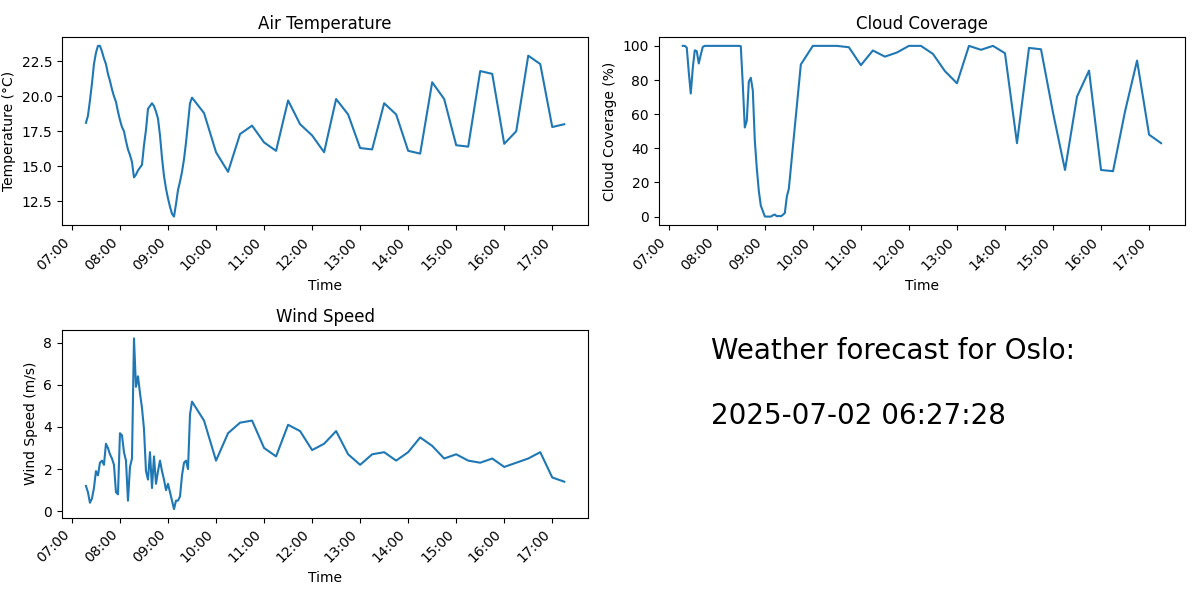 Air Temperature
Temperature (°C)
22.5
20.0
17.5
15.0
12.5
07:00 08:00 09:00 10:00 11:00 12:00 13:00 14:00 15:00 16:00 17:00
Time
Cloud Coverage
Cloud Coverage (%)
100
80
60
40
20
0
07:00 08:00 09:00 10:00 11:00 12:00 13:00 14:00 15:00 16:00 17:00
Time
Wind Speed
Wind Speed (m/s)
8
6
4
2
0
07:00 08:00 09:00 10:00 11:00 12:00 13:00 14:00 15:00 16:00 17:00
Time
Weather forecast for Oslo:
2025-07-02 06:27:28